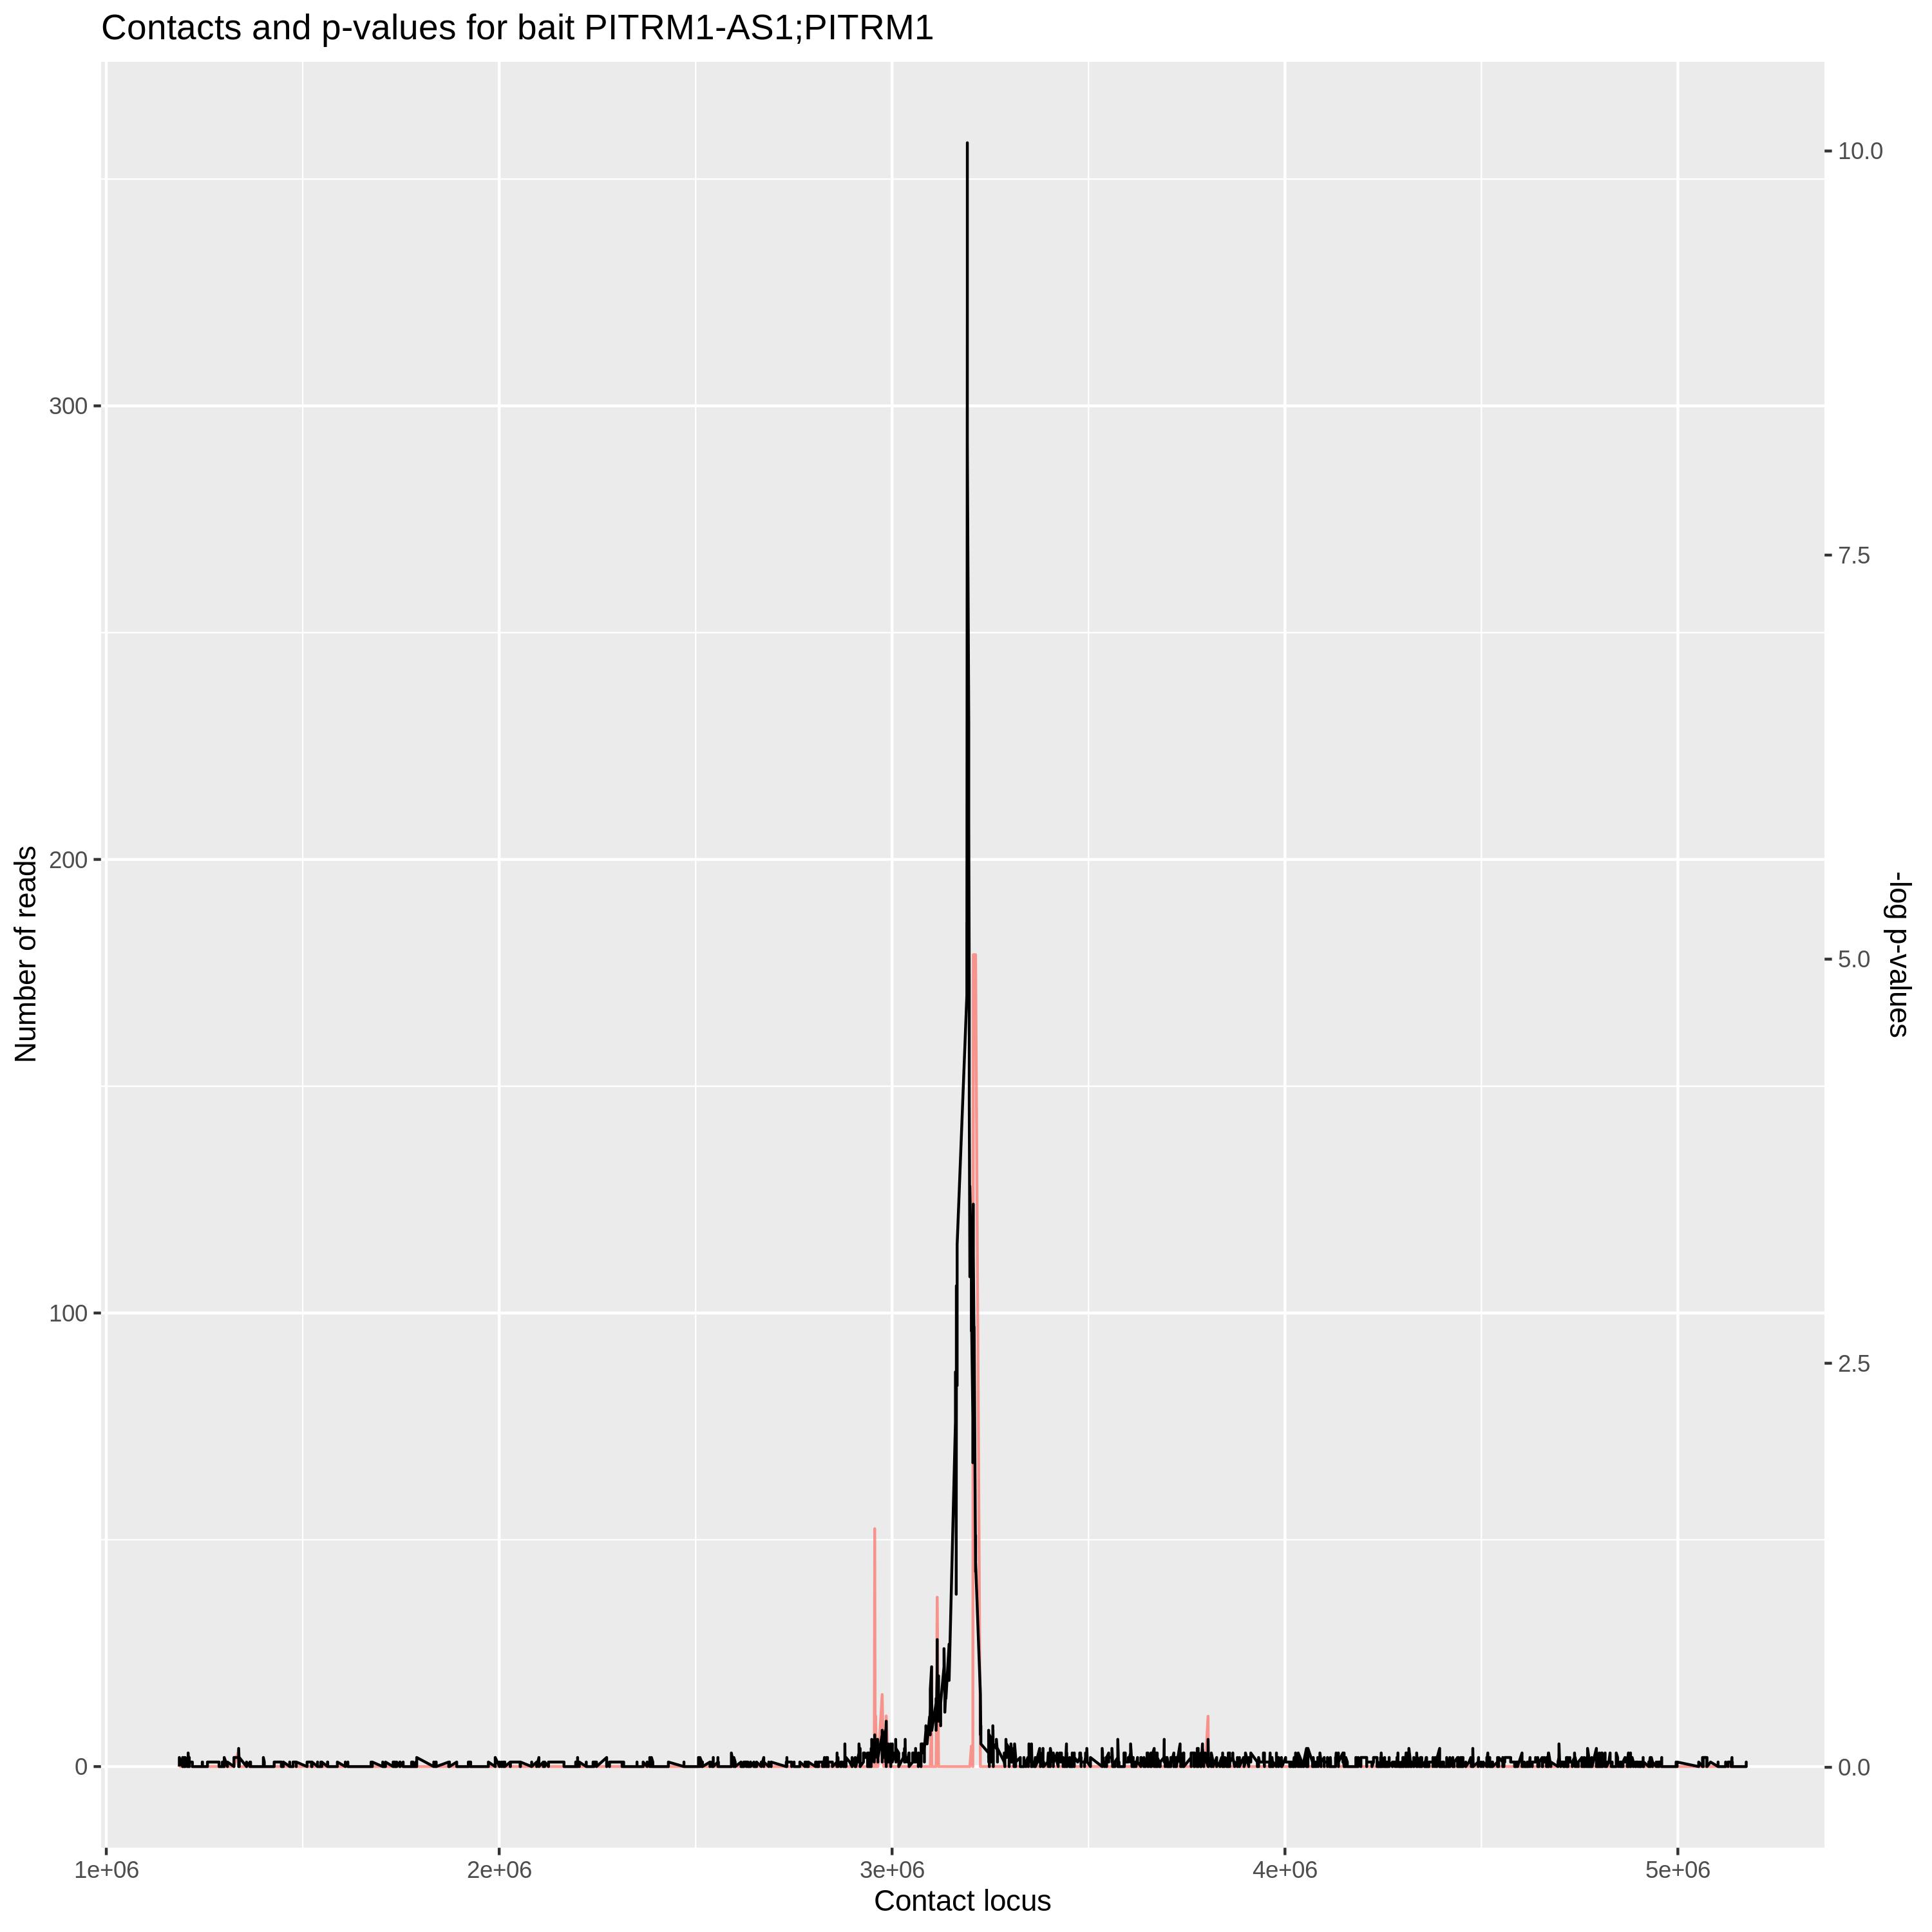 Contacts and p-values for bait PITRM1-AS1;PITRM1
Number of reads
300
200
100
0
10.0
7.5
5.0
2.5
0.0
-log p-values
1e+06
2e+06
3e+06
4e+06
5e+06
Contact locus